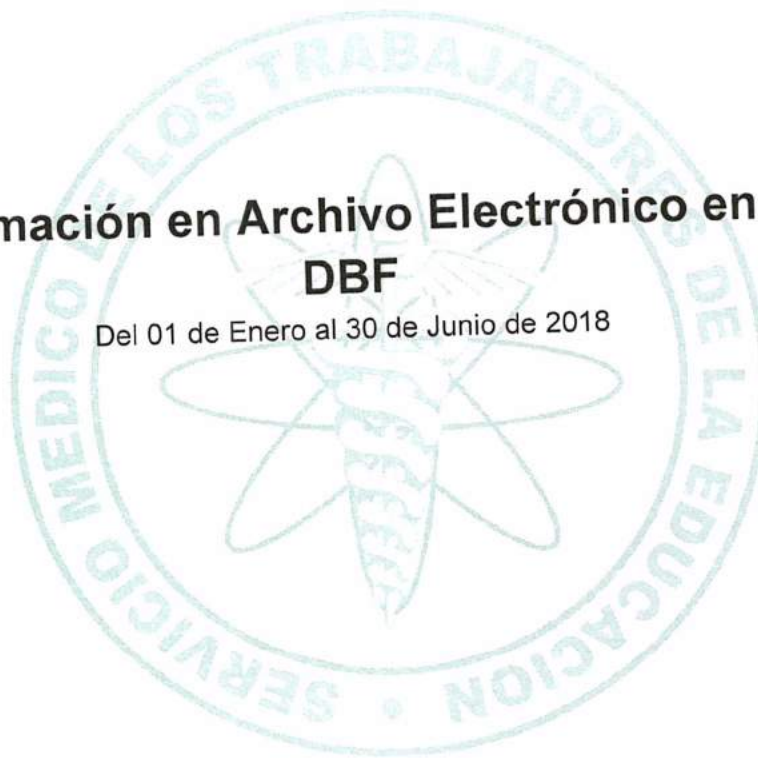 mación en Archivo Electrónico en
DBF
Del 01 de Enero al 30 de Junio de 2018
SERVICIO MEDICO DE LOS TRABAJADORES DE LA EDUCACION